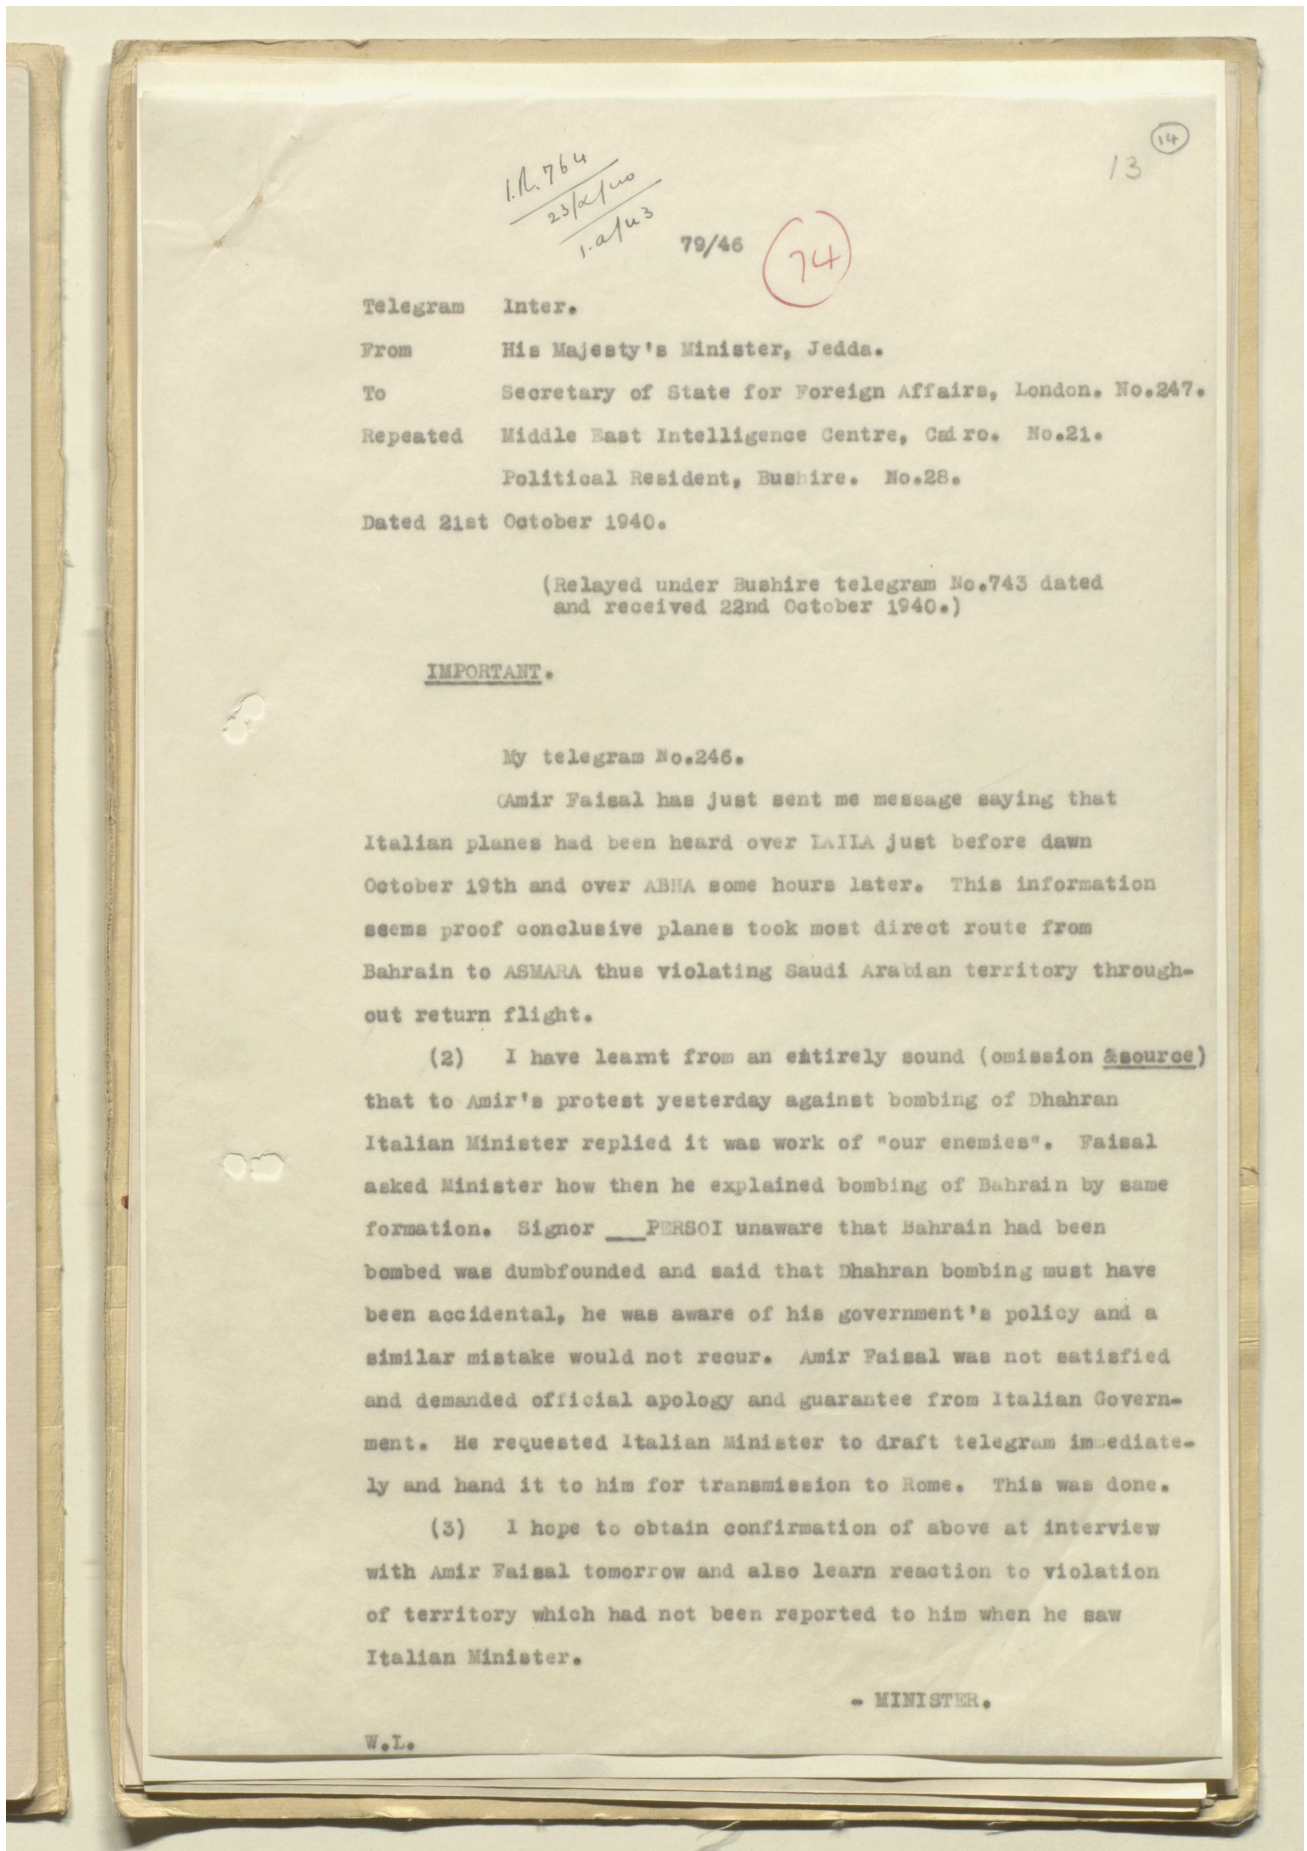 14
13
I.R. 764
23/X/40
1.a/43
79/46
74
Telegram Inter.
From His Majesty's Minister, Jedda.
To Secretary of State for Foreign Affairs, London. No.247.
Repeated Middle East Intelligence Centre, Cairo. No.21.
Political Resident, Bushire. No.28.
Dated 21st October 1940.
(Relayed under Bushire telegram No.743 dated
and received 22nd October 1940.)
IMPORTANT.
My telegram No.246.
(Amir Faisal has just sent me message saying that
Italian planes had been heard over LAILA just before dawn
October 19th and over ABHA some hours later. This information
seems proof conclusive planes took most direct route from
Bahrain to ASMARA thus violating Saudi Arabian territory through-
out return flight.
(2) I have learnt from an entirely sound (omission &source)
that to Amir's protest yesterday against bombing of Dhahran
Italian Minister replied it was work of "our enemies". Faisal
asked Minister how then he explained bombing of Bahrain by same
formation. Signor ___PERSOI unaware that Bahrain had been
bombed was dumbfounded and said that Dhahran bombing must have
been accidental, he was aware of his government's policy and a
similar mistake would not recur. Amir Faisal was not satisfied
and demanded official apology and guarantee from Italian Govern-
ment. He requested Italian Minister to draft telegram immediate-
ly and hand it to him for transmission to Rome. This was done.
(3) I hope to obtain confirmation of above at interview
with Amir Faisal tomorrow and also learn reaction to violation
of territory which had not been reported to him when he saw
Italian Minister.
- MINISTER.
W.L.